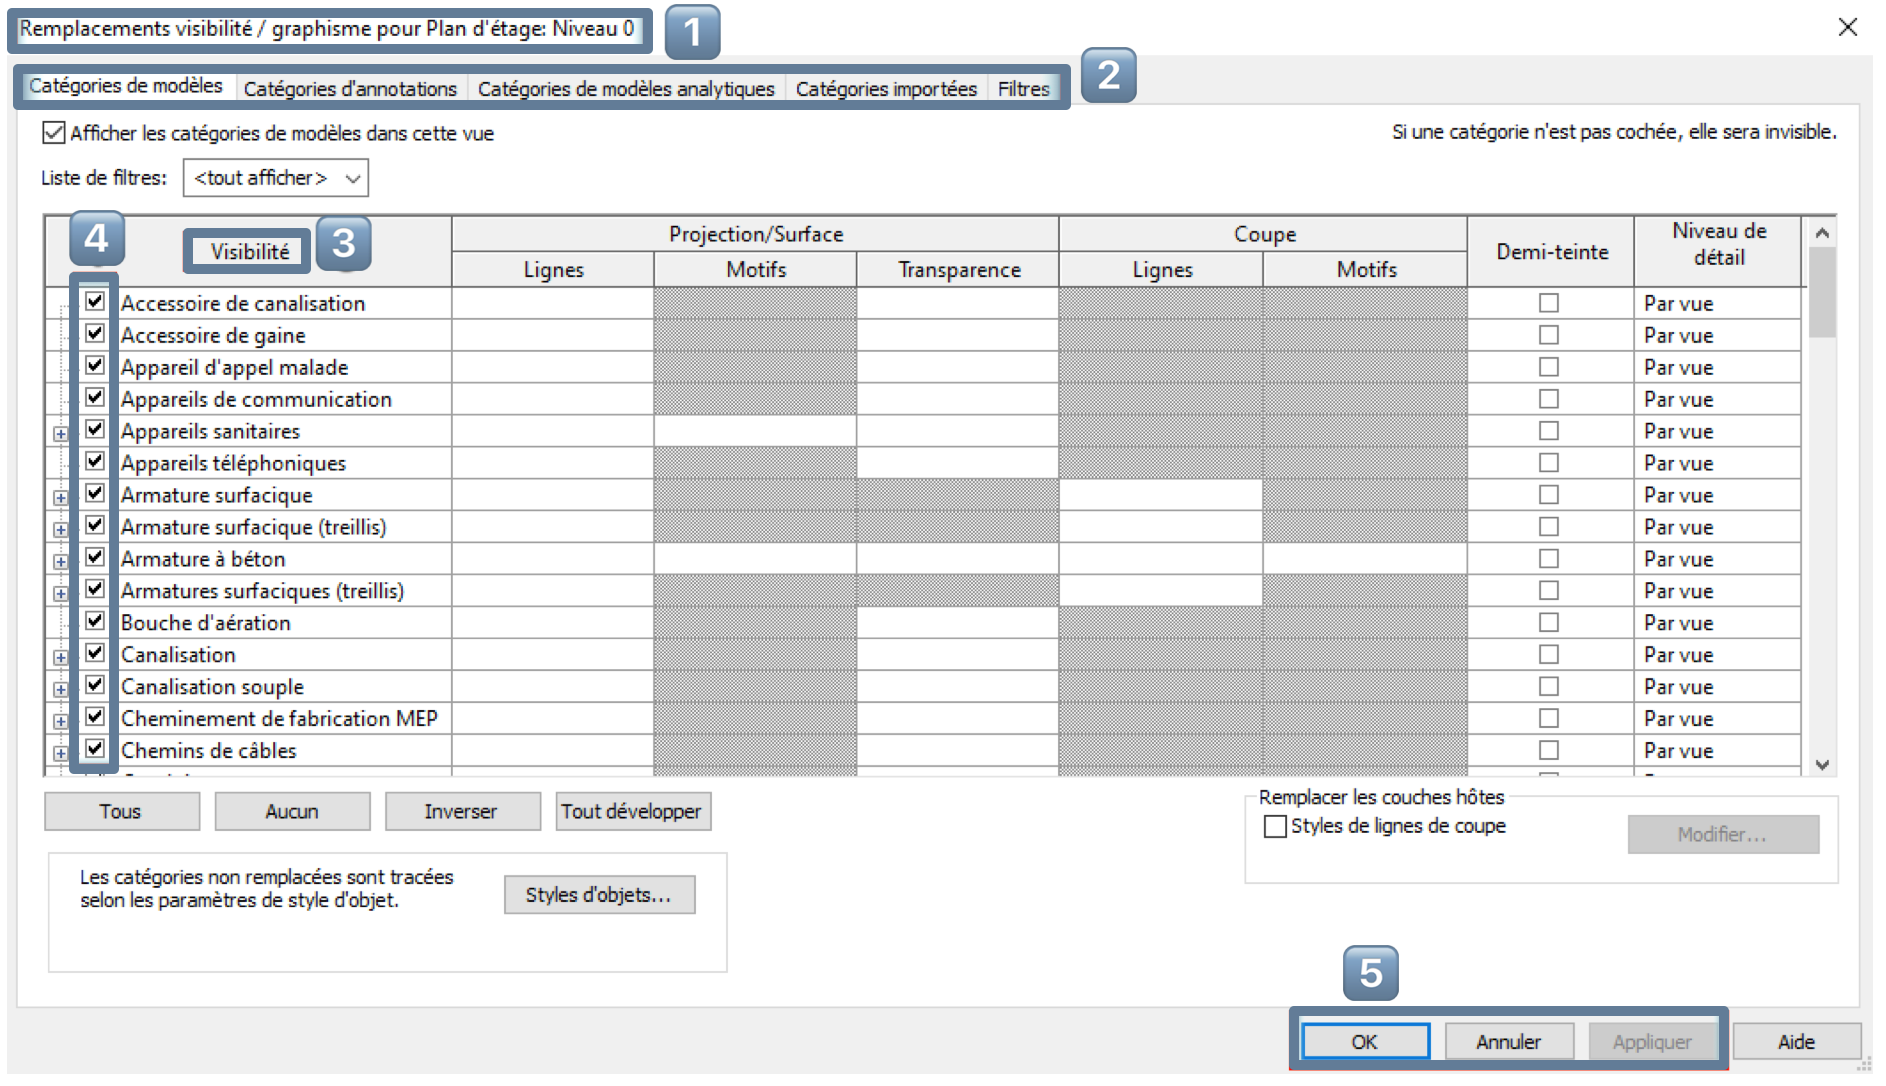 Remplacements visibilité / graphisme pour Plan d'étage: Niveau 0
1
Catégories de modèles Catégories d'annotations Catégories de modèles analytiques Catégories importées Filtres
2
Afficher les catégories de modèles dans cette vue
Si une catégorie n'est pas cochée, elle sera invisible.
Liste de filtres: <tout afficher>
4
Visibilité
3
Projection/Surface
Coupe
Demi-teinte
Niveau de
détail
Lignes Motifs Transparence Lignes Motifs
Accessoire de canalisation Par vue
Accessoire de gaine Par vue
Appareil d'appel malade Par vue
Appareils de communication Par vue
Appareils sanitaires Par vue
Appareils téléphoniques Par vue
Armature surfacique Par vue
Armature surfacique (treillis) Par vue
Armature à béton Par vue
Armatures surfaciques (treillis) Par vue
Bouche d'aération Par vue
Canalisation Par vue
Canalisation souple Par vue
Cheminement de fabrication MEP Par vue
Chemins de câbles Par vue
Tous Aucun Inverser Tout développer
Remplacer les couches hôtes
Styles de lignes de coupe
Modifier...
Les catégories non remplacées sont tracées
selon les paramètres de style d'objet.
Styles d'objets...
5
OK Annuler Appliquer Aide